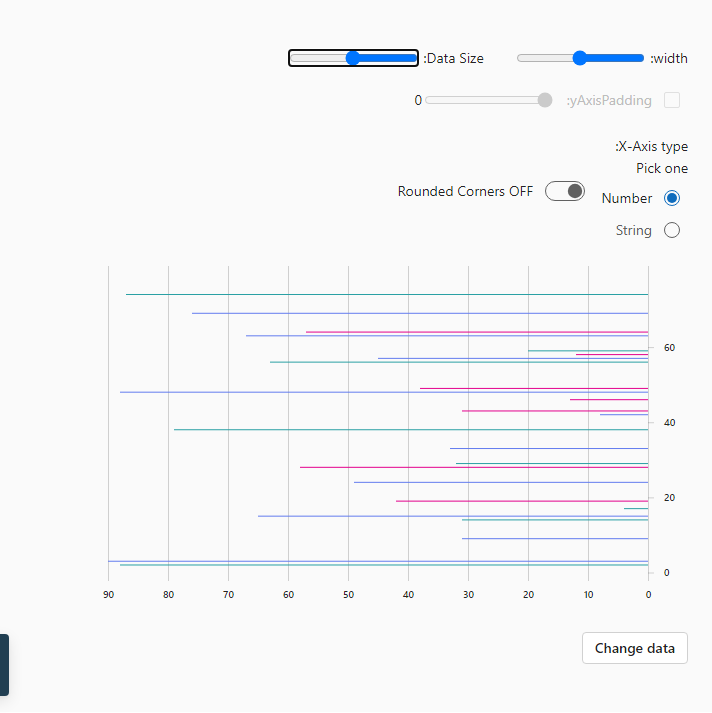 :width
:Data Size
:yAxisPadding
0
:X-Axis type
Pick one
Number
Rounded Corners OFF
String
60
40
20
0
90 80 70 60 50 40 30 20 10 0
Change data